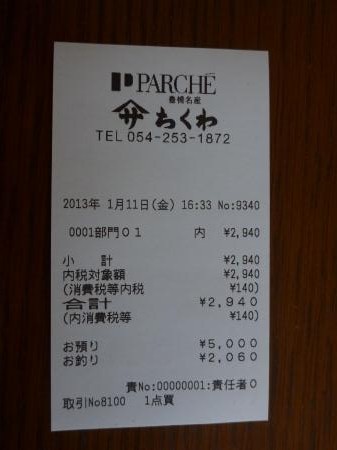 PARCHE
豊橋名産
サ ちくわ
TEL 054-253-1872
2013年 1月11日(金) 16:33 No:9340
0001部門01 内 ¥2,940
小 計 ¥2,940
内税対象額 ¥2,940
(消費税等内税 ¥140)
合計 ¥2,940
(内消費税等 ¥140)
お預り ¥5,000
お釣り ¥2,060
責No:00000001:責任者0
取引No8100 1点買